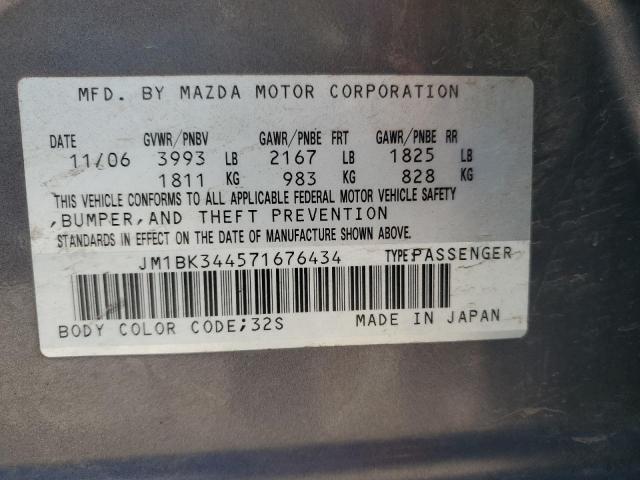 MFD. BY MAZDA MOTOR CORPORATION
DATE GVWR/PNBV GAWR/PNBE FRT GAWR/PNBE RR
11/06 3993 LB 2167 LB 1825 LB
1811 KG 983 KG 828 KG
THIS VEHICLE CONFORMS TO ALL APPLICABLE FEDERAL MOTOR VEHICLE SAFETY
,BUMPER,AND THEFT PREVENTION
STANDARDS IN EFFECT ON THE DATE OF MANUFACTURE SHOWN ABOVE.
JM1BK344571676434 TYPE:PASSENGER
BODY COLOR CODE;32S MADE IN JAPAN